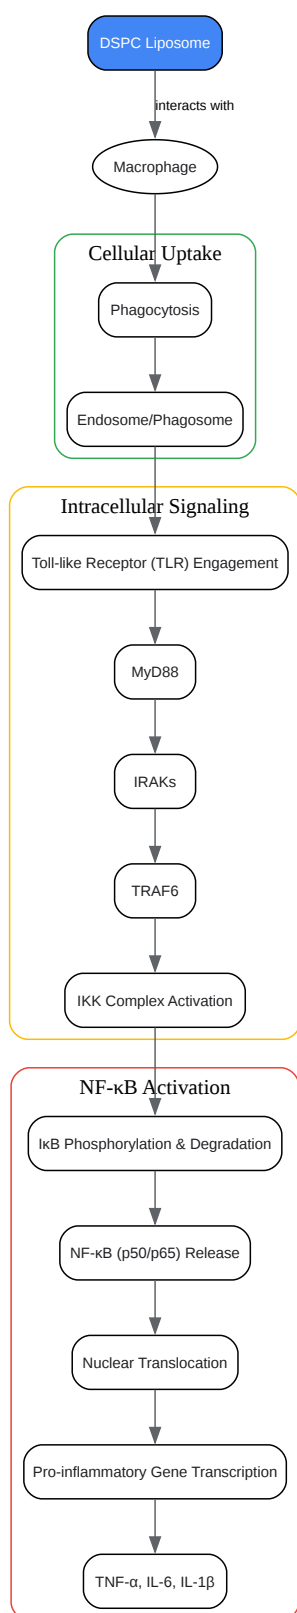 DSPC Liposome
interacts with
Macrophage
Cellular Uptake
Phagocytosis
Endosome/Phagosome
Intracellular Signaling
Toll-like Receptor (TLR) Engagement
MyD88
IRAKs
TRAF6
IKK Complex Activation
NF-κB Activation
IκB Phosphorylation & Degradation
NF-κB (p50/p65) Release
Nuclear Translocation
Pro-inflammatory Gene Transcription
TNF-α, IL-6, IL-1β